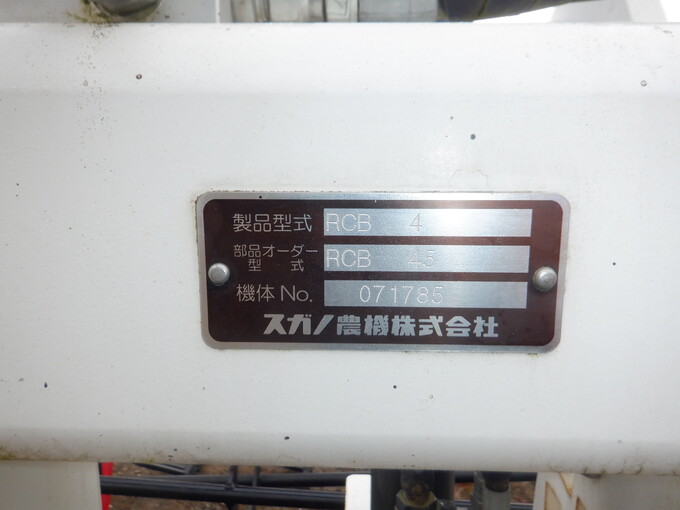 製品型式 RCB 4
部品オーダー型式 RCB 45
機体No. 071785
スガノ農機株式会社